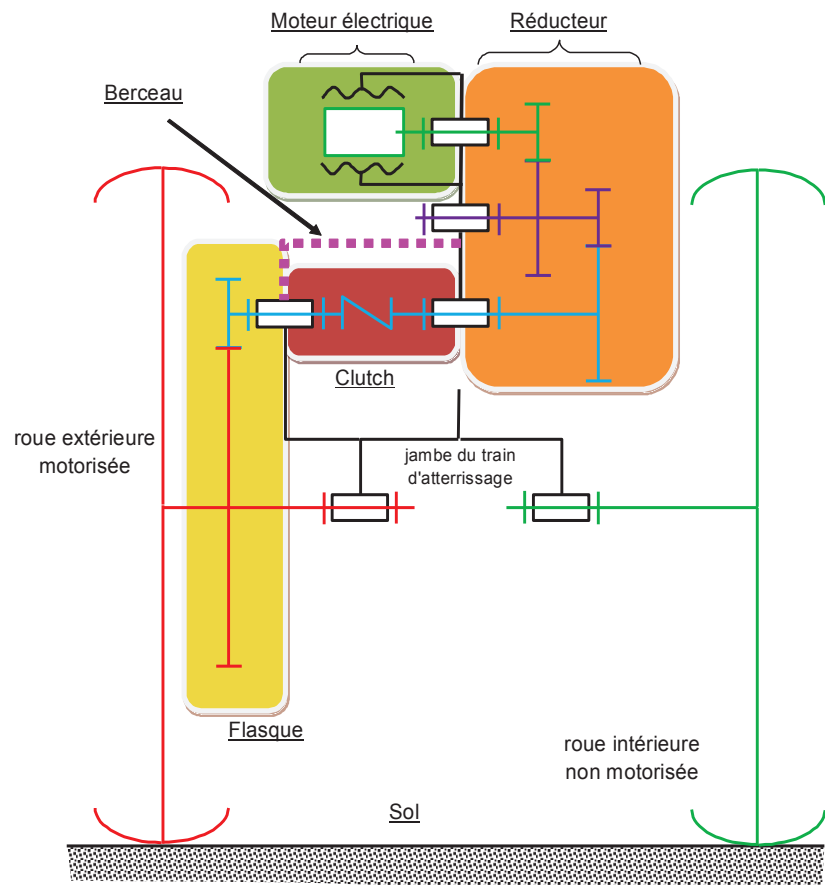 Moteur électrique
Réducteur
Berceau
Clutch
roue extérieure
motorisée
jambe du train
d'atterrissage
Flasque
roue intérieure
non motorisée
Sol